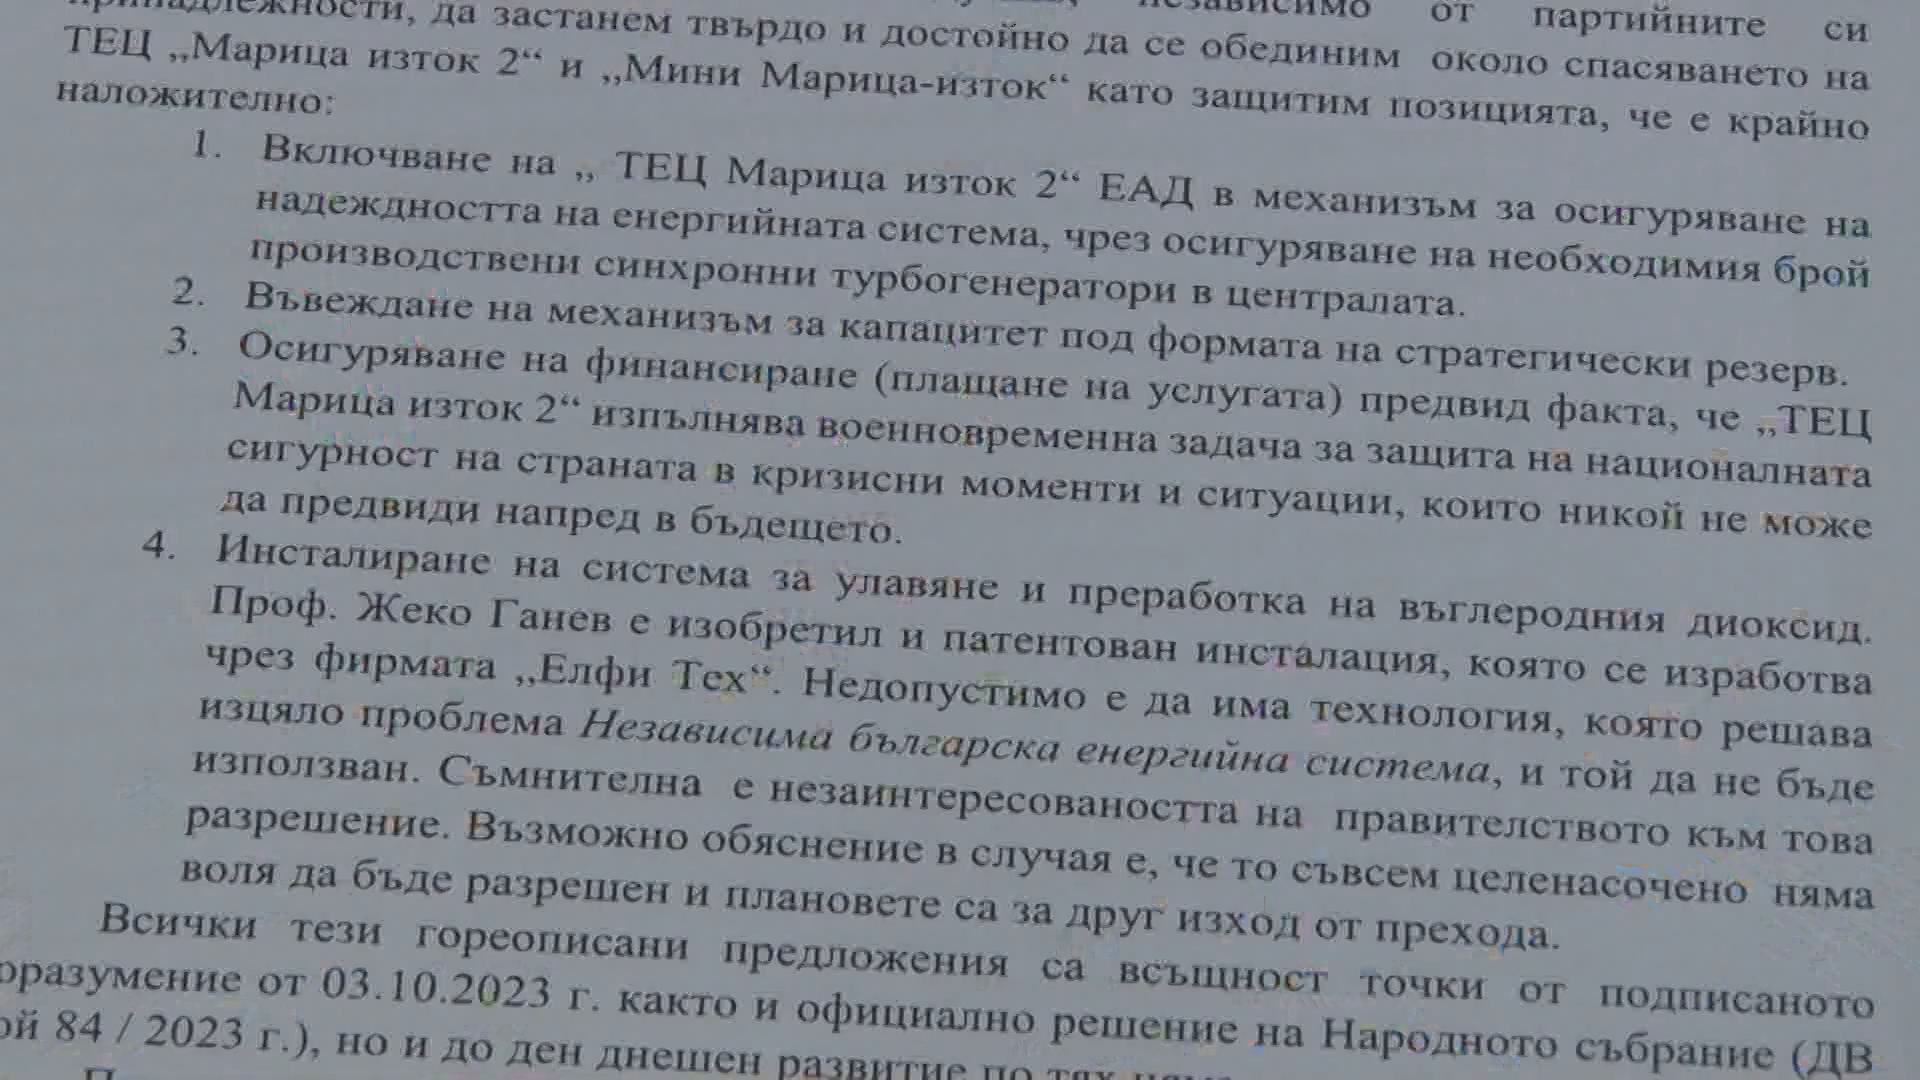 принадлежности, да застанем твърдо и достойно да се обединим около спасяването на
независимо от партийните си
ТЕЦ „Марица изток 2“ и „Мини Марица-изток“ като защитим позицията, че е крайно
наложително:
1. Включване на „ ТЕЦ Марица изток 2“ ЕАД в механизъм за осигуряване на
надеждността на енергийната система, чрез осигуряване на необходимия брой
производствени синхронни турбогенератори в централата.
2. Въвеждане на механизъм за капацитет под формата на стратегически резерв.
3. Осигуряване на финансиране (плащане на услугата) предвид факта, че „ТЕЦ
Марица изток 2“ изпълнява военновременна задача за защита на националната
сигурност на страната в кризисни моменти и ситуации, които никой не може
да предвиди напред в бъдещето.
4. Инсталиране на система за улавяне и преработка на въглеродния диоксид.
Проф. Жеко Ганев е изобретил и патентован инсталация, която се изработва
чрез фирмата „Елфи Тех“. Недопустимо е да има технология, която решава
изцяло проблема Независима българска енергийна система, и той да не бъде
използван. Съмнителна е незаинтересоваността на правителството към това
разрешение. Възможно обяснение в случая е, че то съвсем целенасочено няма
воля да бъде разрешен и плановете са за друг изход от прехода.
Всички тези гореописани предложения са всъщност точки от подписаното
оразумение от 03.10.2023 г. както и официално решение на Народното събрание (ДВ
ой 84 / 2023 г.), но и до ден днешен развитие по тях